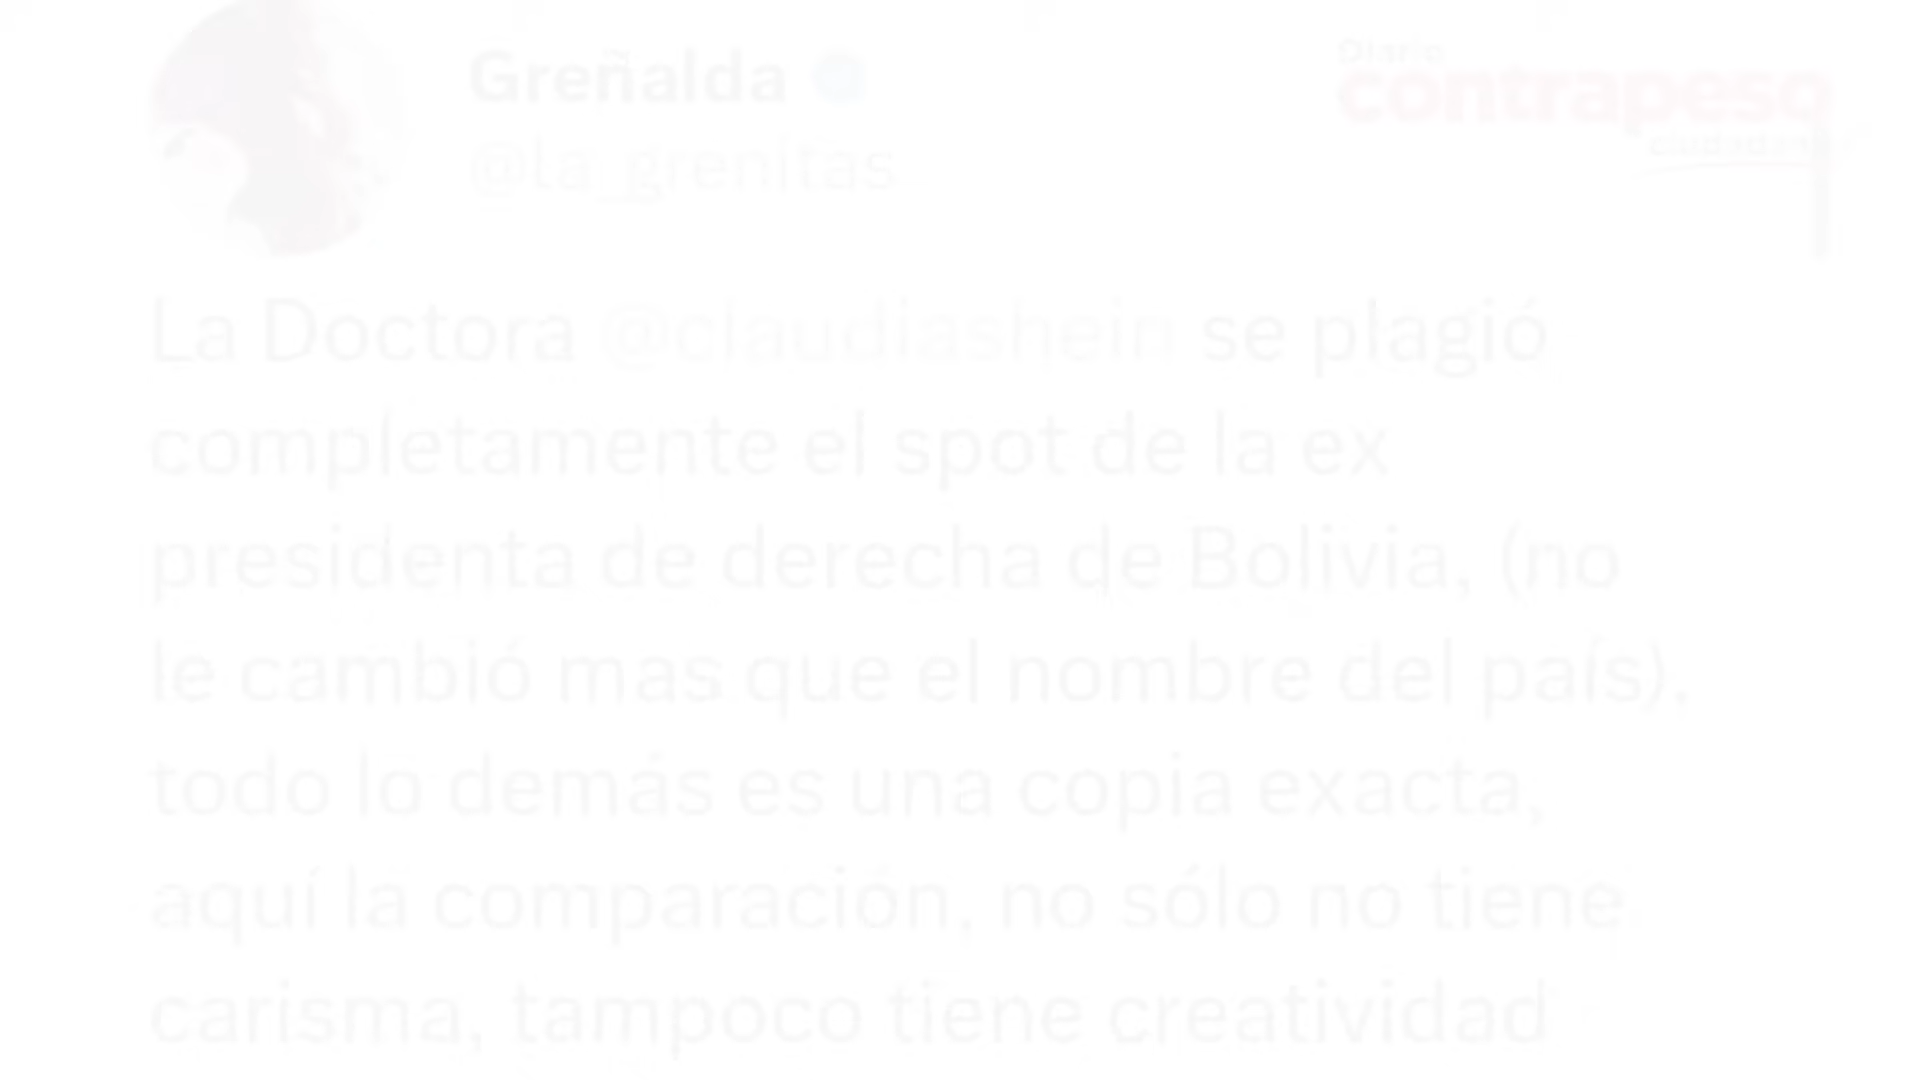 Greñalda
@la_grenitas
Diario
contrapeso
ciudadano
La Doctora @claudiashein se plagió
completamente el spot de la ex
presidenta de derecha de Bolivia, (no
le cambió mas que el nombre del país),
todo lo demás es una copia exacta,
aquí la comparación, no sólo no tiene
carisma, tampoco tiene creatividad